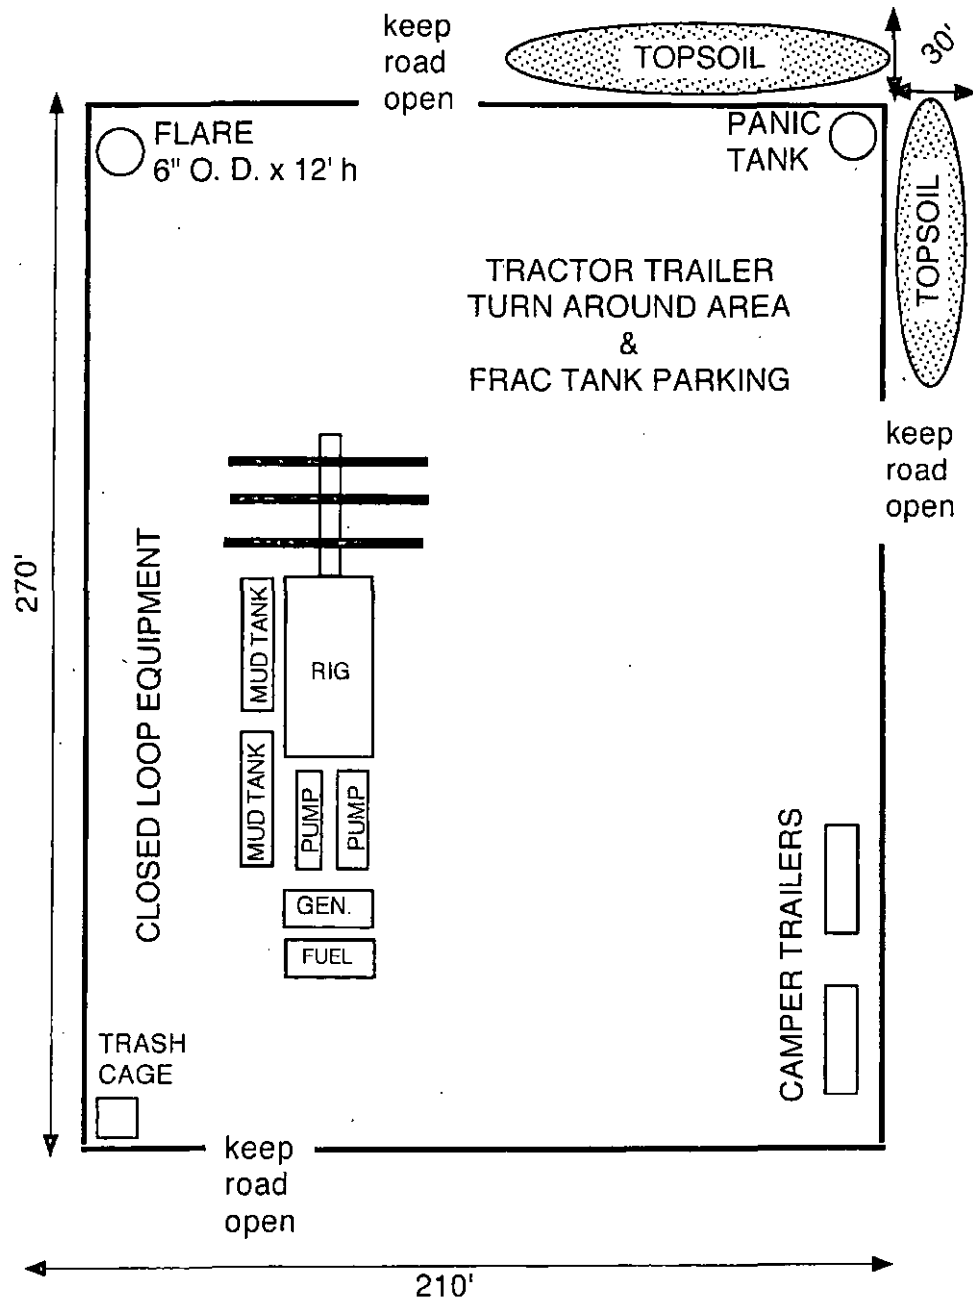 keep
road
open
TOPSOIL
30'
FLARE
6" O. D. x 12' h
PANIC
TANK
TOPSOIL
TRACTOR TRAILER
TURN AROUND AREA
&
FRAC TANK PARKING
keep
road
open
270'
CLOSED LOOP EQUIPMENT
MUD TANK
RIG
MUD TANK
PUMP
PUMP
GEN.
FUEL
CAMPER TRAILERS
TRASH
CAGE
keep
road
open
210'